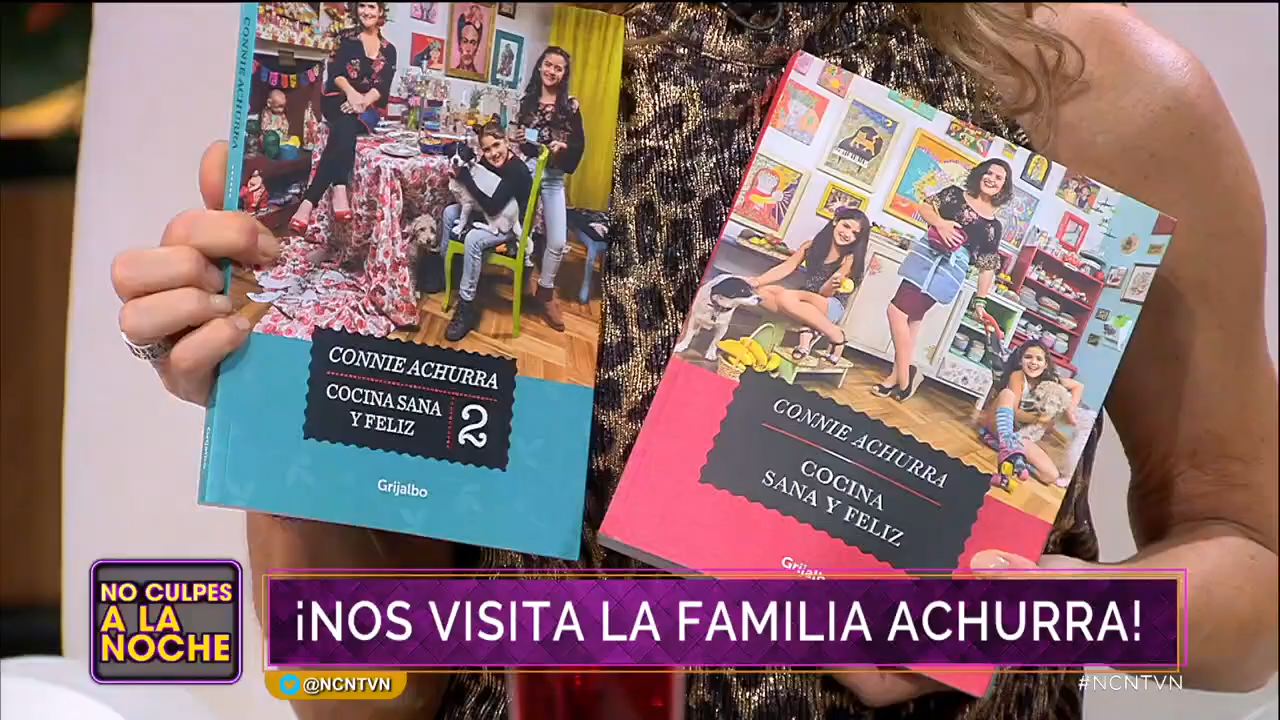 CONNIE ACHURRA
CONNIE ACHURRA
COCINA SANA
Y FELIZ
2
Grijalbo
CONNIE ACHURRA
COCINA
SANA Y FELIZ
Grijalbo
NO CULPES
A LA
NOCHE
¡NOS VISITA LA FAMILIA ACHURRA!
@NCNTVN
#NCNTVN